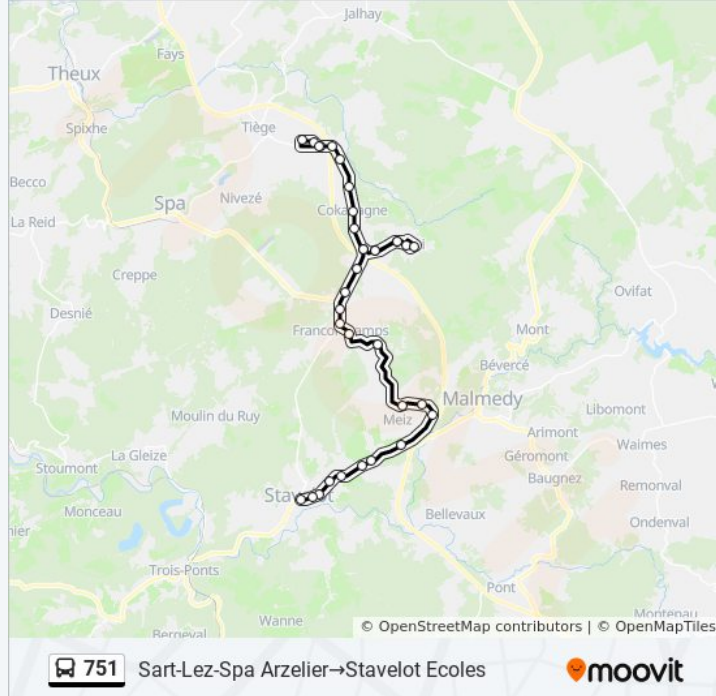 Jalhay
Fays
Theux
Tiège
Spixhe
Becco
Nivezé
Spa
La Reid
Creppe
Ovifat
Desnié
Mont
Bévercé
Malmedy
Libomont
Moulin du Ruy
Meiz
Arimont
Waimes
La Gleize
Géromont
Stoumont
Baugnez
Remonval
Stavelot
Monceau
Bellevaux
Ondenval
Trois-Ponts
Pont
Wanne
Montenau
Berneval
© OpenStreetMap contributors | © OpenMapTiles
751 Sart-Lez-Spa Arzelier→Stavelot Ecoles
moovit